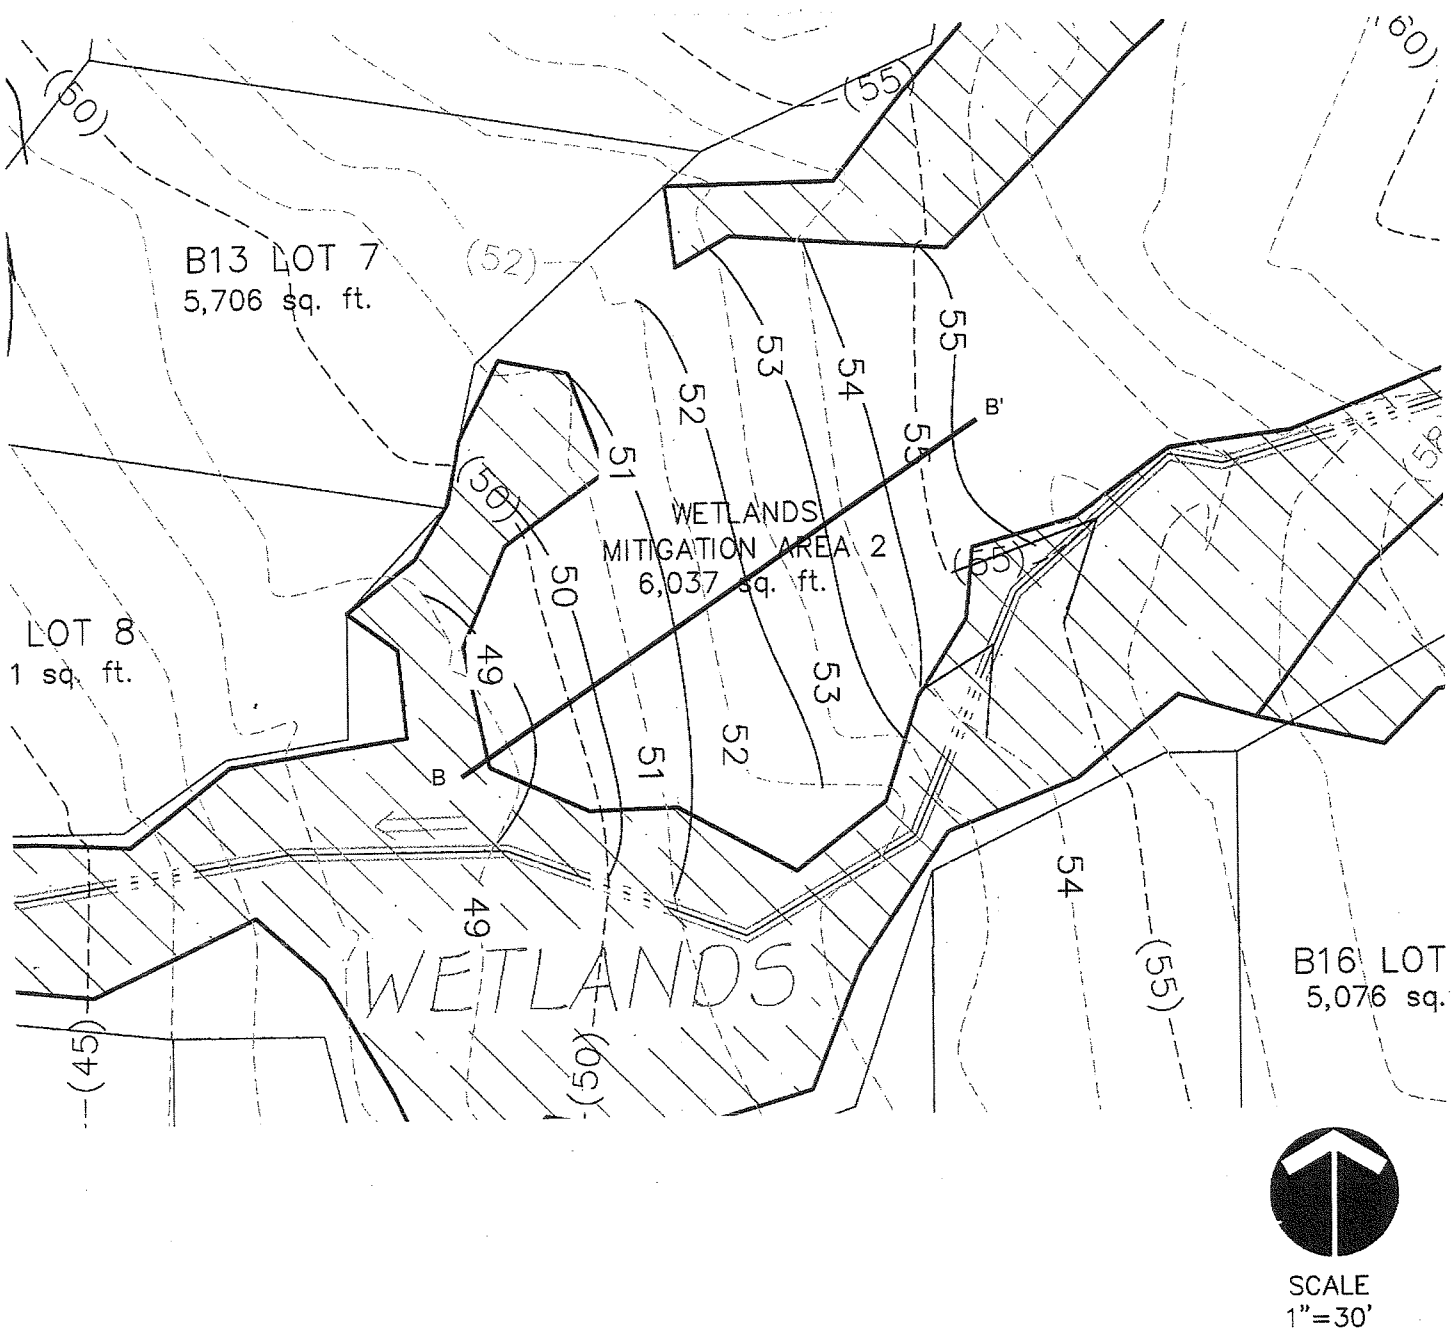 (60)
(55)
(60)
B13 LOT 7
5,706 sq. ft.
(52)
55
53
54
52
B'
55
51
(50)
(58)
WETLANDS
MITIGATION AREA 2
6,037 sq. ft.
(55)
50
LOT 8
1 sq. ft.
49
53
52
51
B
54
49
WETLANDS
(55)
B16 LOT
5,076 sq.
(45)
(50)
SCALE
1"=30'